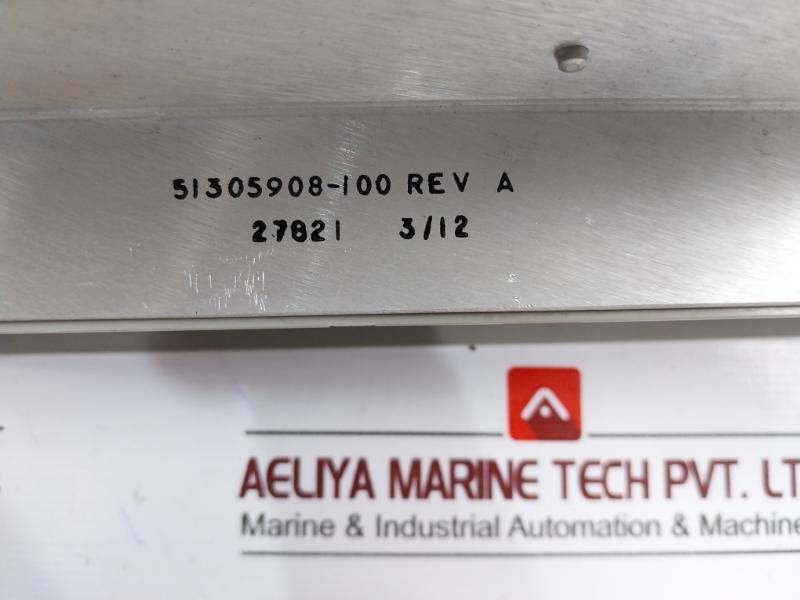 51305908-100 REV A
27821 3/12
AELIYA MARINE TECH PVT. LT
Marine & Industrial Automation & Machine